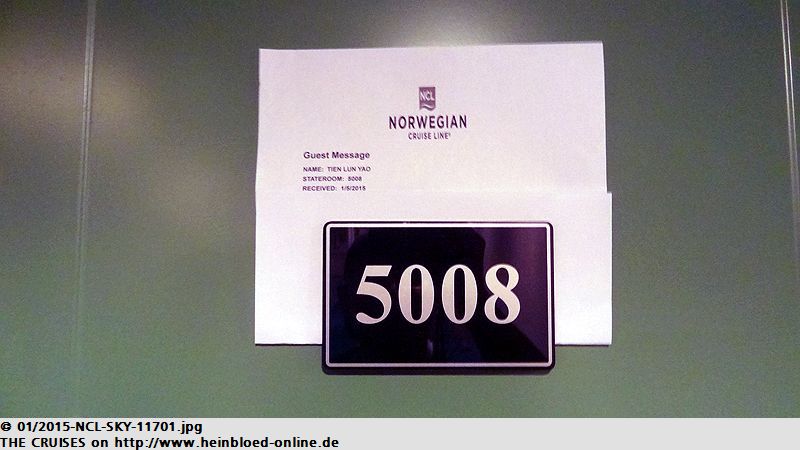 NCL
NORWEGIAN
CRUISE LINE®
Guest Message
NAME: TIEN LUN YAO
STATEROOM: 5008
RECEIVED: 1/5/2015
5008
© 01/2015-NCL-SKY-11701.jpg
THE CRUISES on http://www.heinbloed-online.de